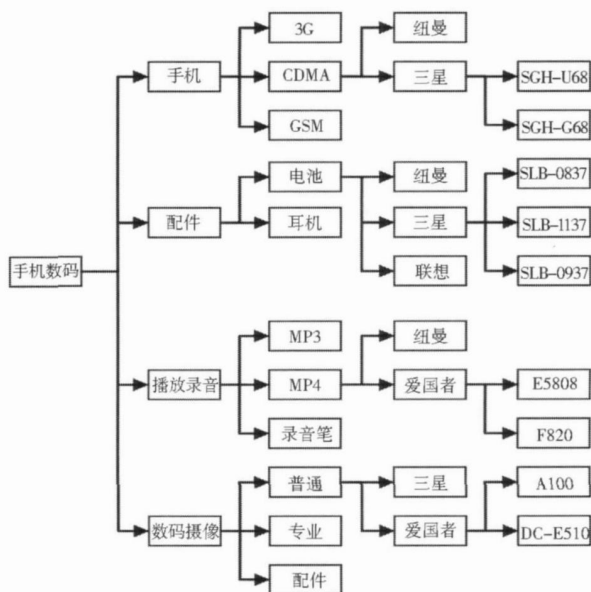 3G
纽曼
手机
CDMA
三星
SGH-U68
GSM
SGH-G68
电池
纽曼
SLB-0837
配件
耳机
三星
SLB-1137
手机数码
联想
SLB-0937
MP3
纽曼
播放录音
MP4
爱国者
E5808
录音笔
F820
普通
三星
A100
数码摄像
专业
爱国者
DC-E510
配件